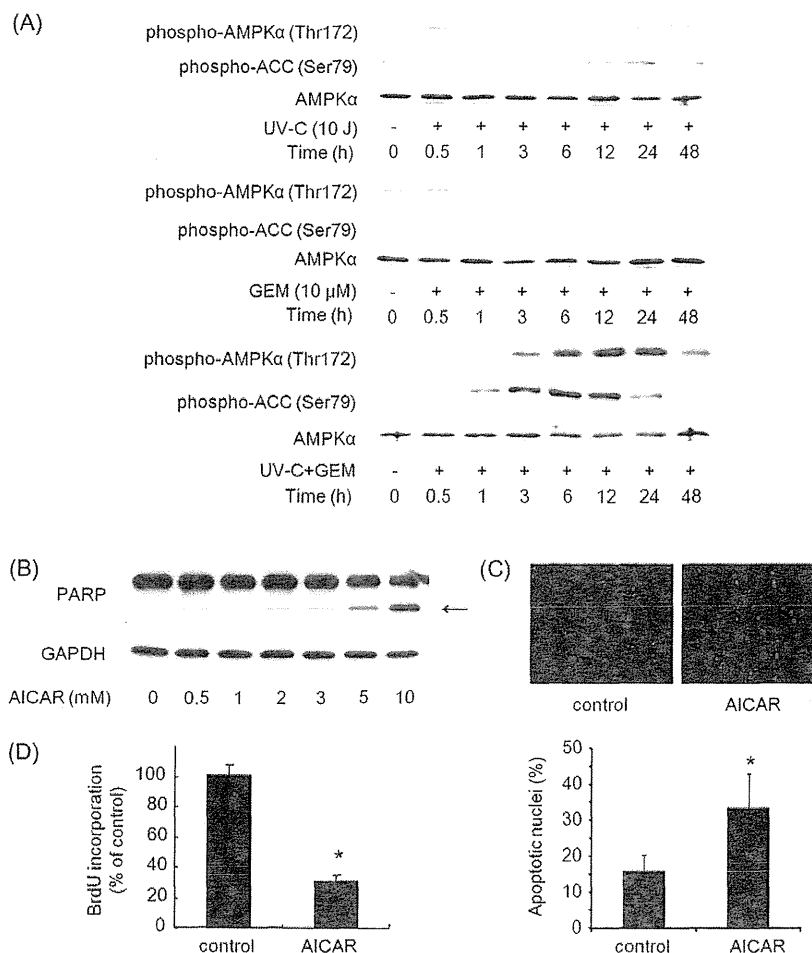 (A)
phospho-AMPKα (Thr172)
phospho-ACC (Ser79)
AMPKα
UV-C (10 J) - + + + + + + +
Time (h) 0 0.5 1 3 6 12 24 48
phospho-AMPKα (Thr172)
phospho-ACC (Ser79)
AMPKα
GEM (10 μM) - + + + + + + +
Time (h) 0 0.5 1 3 6 12 24 48
phospho-AMPKα (Thr172)
phospho-ACC (Ser79)
AMPKα
UV-C+GEM - + + + + + + +
Time (h) 0 0.5 1 3 6 12 24 48
(B)
PARP
←
GAPDH
AICAR (mM) 0 0.5 1 2 3 5 10
(C)
control AICAR
Apoptotic nuclei (%)
50
40
30
20
10
0
*
control AICAR
(D)
BrdU incorporation
(% of control)
100
80
60
40
20
0
*
control AICAR